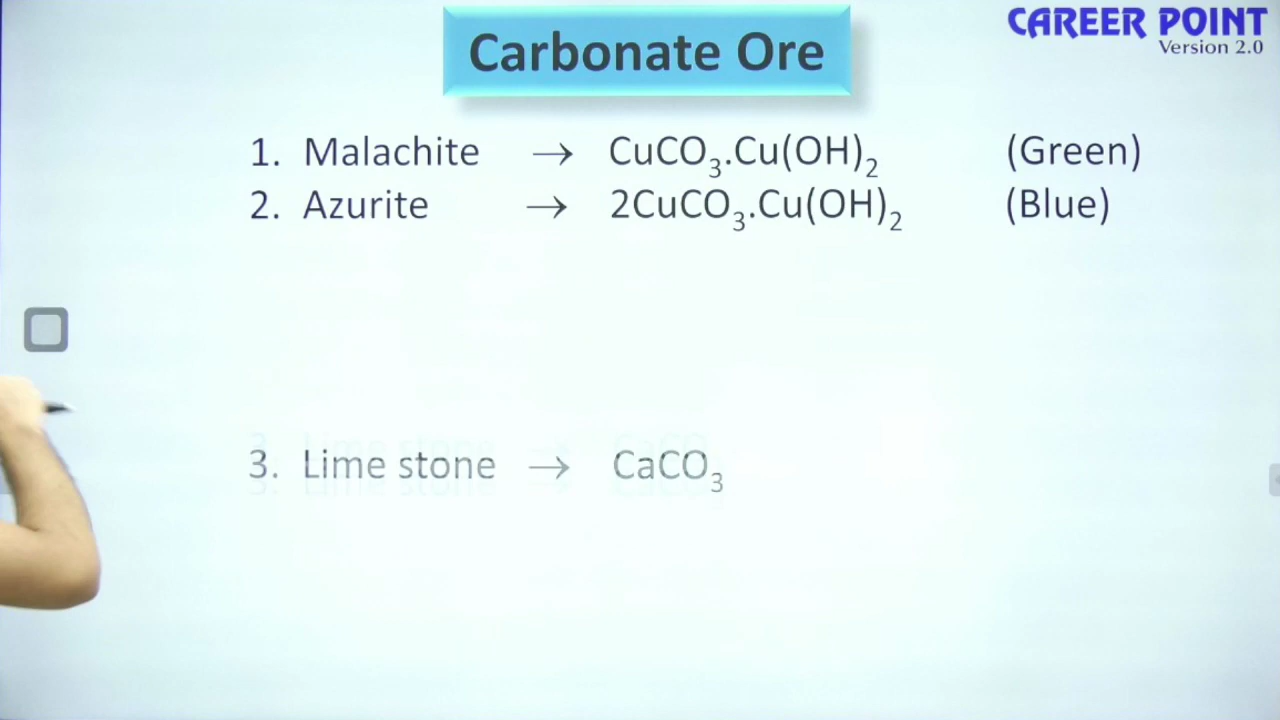 CAREER POINT
Version 2.0
Carbonate Ore
1. Malachite → CuCO₃.Cu(OH)₂ (Green)
2. Azurite → 2CuCO₃.Cu(OH)₂ (Blue)
3. Lime stone → CaCO₃